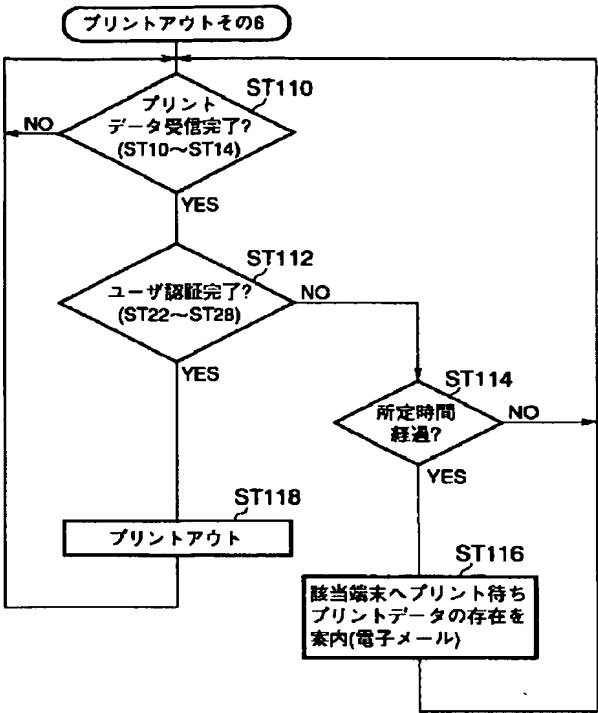 プリントアウトその6
ST110
プリント
データ受信完了?
(ST10～ST14)
NO
YES
ST112
ユーザ認証完了?
(ST22～ST28)
NO
YES
ST114
所定時間
経過?
NO
YES
ST118
プリントアウト
ST116
該当端末へプリント待ち
プリントデータの存在を
案内(電子メール)